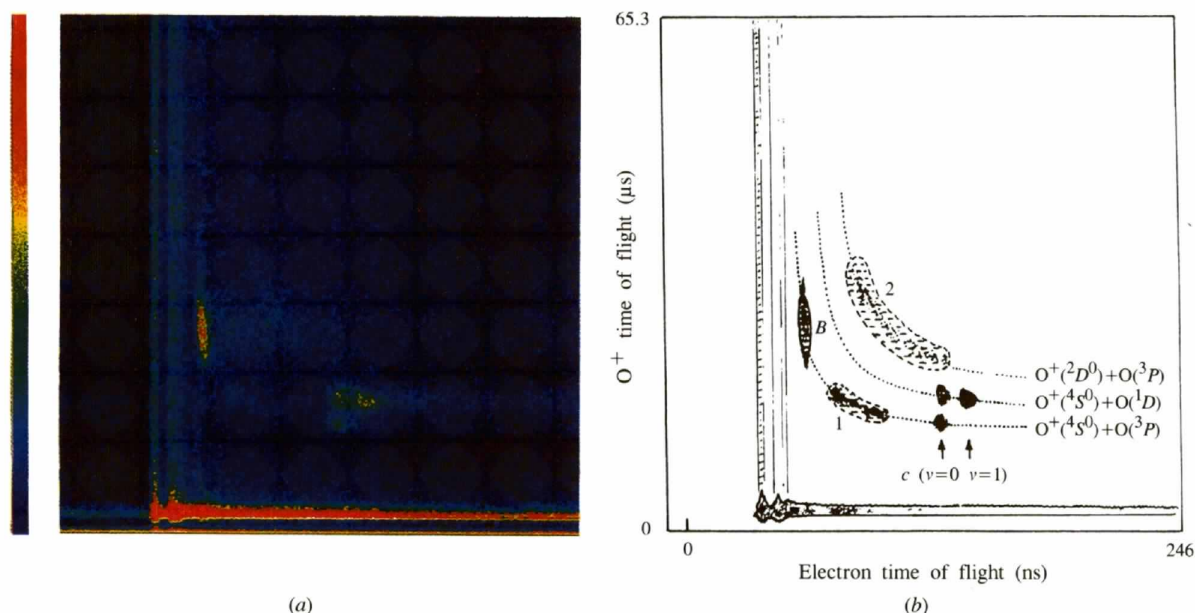 65.3
O⁺ time of flight (µs)
B
2
1
O⁺(²D⁰)+O(³P)
O⁺(⁴S⁰)+O(¹D)
O⁺(⁴S⁰)+O(³P)
c (v=0 v=1)
0
0
246
Electron time of flight (ns)
(a)
(b)